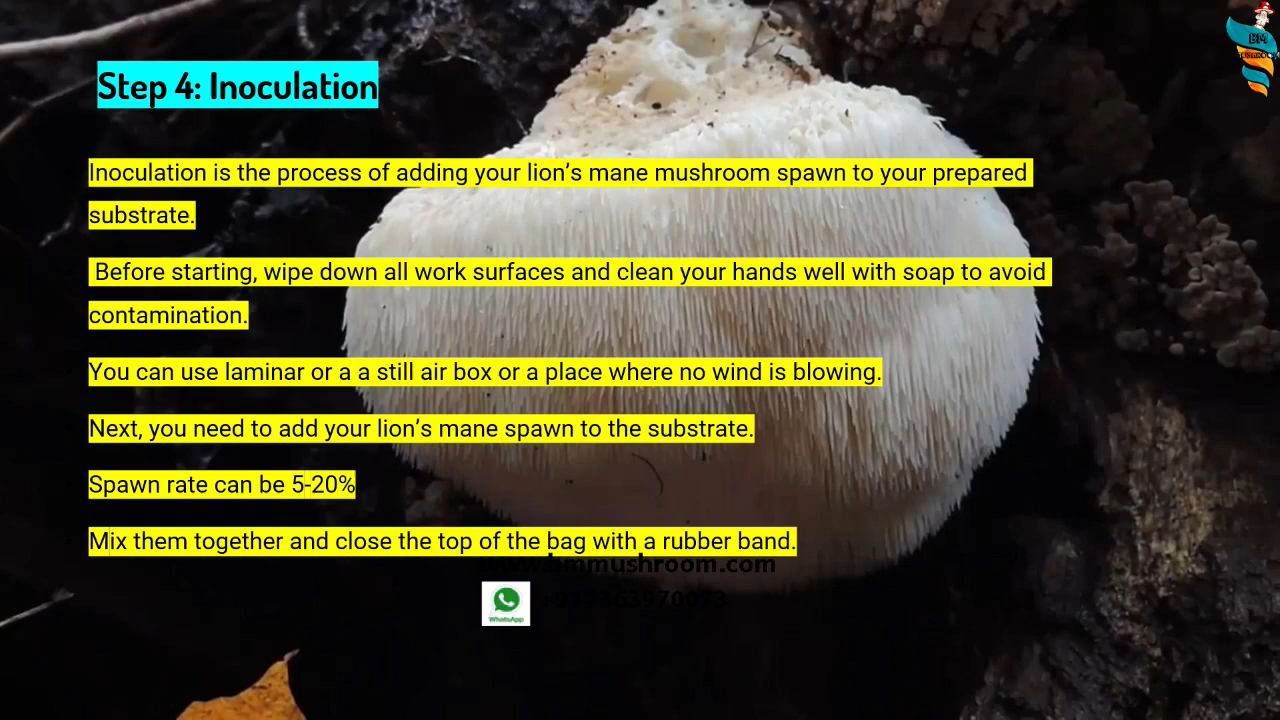 Step 4: Inoculation
Inoculation is the process of adding your lion’s mane mushroom spawn to your prepared
substrate.
Before starting, wipe down all work surfaces and clean your hands well with soap to avoid
contamination.
You can use laminar or a a still air box or a place where no wind is blowing.
Next, you need to add your lion’s mane spawn to the substrate.
Spawn rate can be 5-20%
Mix them together and close the top of the bag with a rubber band.
WhatsApp